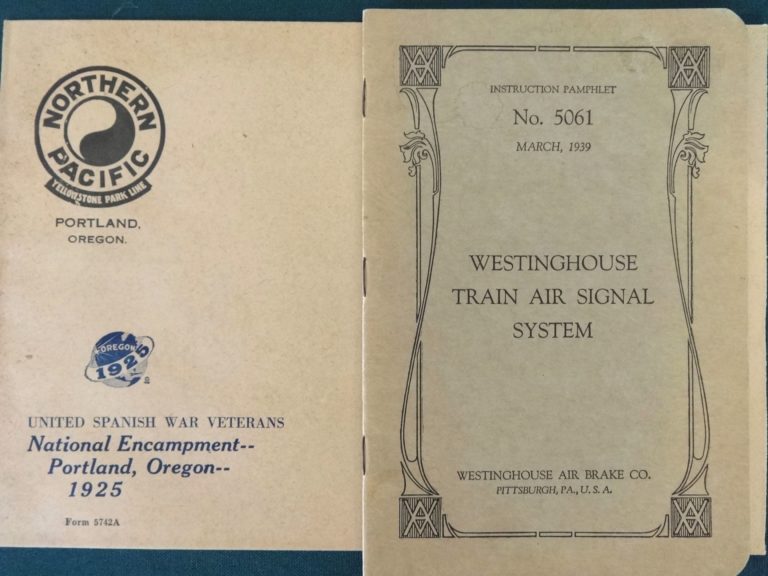 NORTHERN
PACIFIC
YELLOWSTONE PARK LINE
PORTLAND,
OREGON.
OREGON
1925
UNITED SPANISH WAR VETERANS
National Encampment--
Portland, Oregon--
1925
Form 5742A
INSTRUCTION PAMPHLET
No. 5061
MARCH, 1939
WESTINGHOUSE
TRAIN AIR SIGNAL
SYSTEM
WESTINGHOUSE AIR BRAKE CO.
PITTSBURGH, PA., U. S. A.